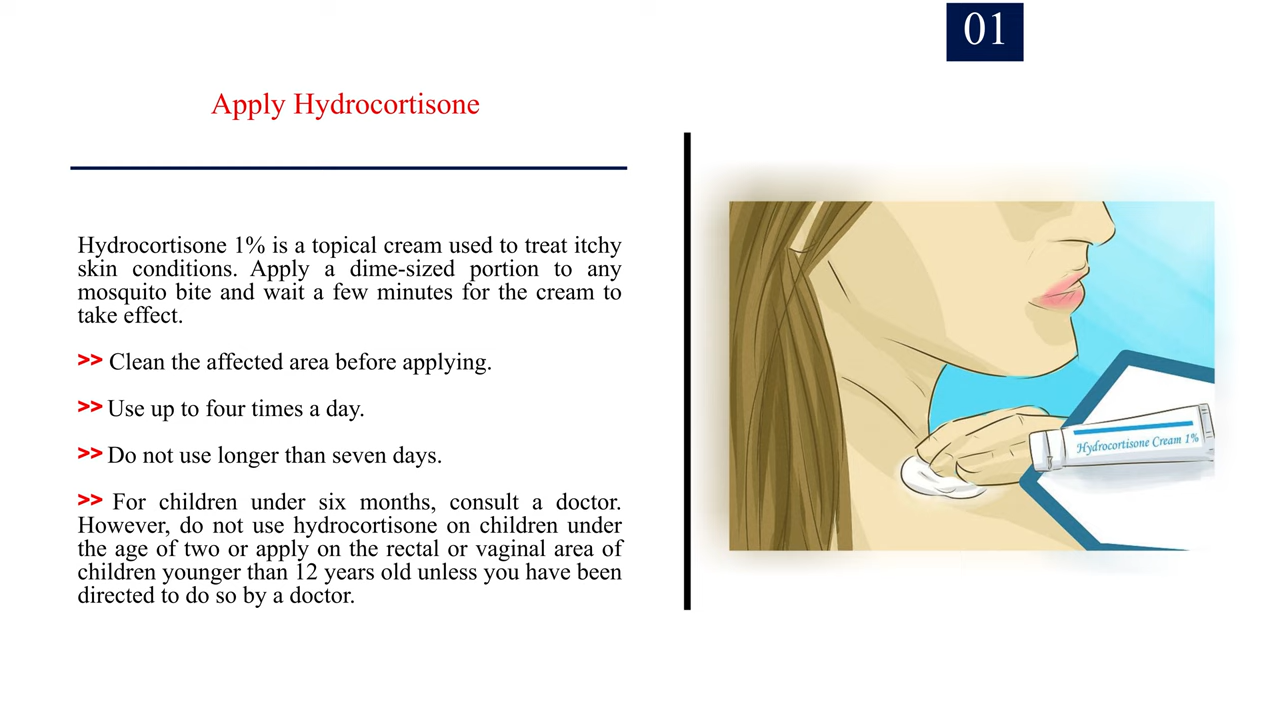 01
Apply Hydrocortisone
Hydrocortisone 1% is a topical cream used to treat itchy
skin conditions. Apply a dime-sized portion to any
mosquito bite and wait a few minutes for the cream to
take effect.
>> Clean the affected area before applying.
>> Use up to four times a day.
>> Do not use longer than seven days.
>> For children under six months, consult a doctor.
However, do not use hydrocortisone on children under
the age of two or apply on the rectal or vaginal area of
children younger than 12 years old unless you have been
directed to do so by a doctor.
Hydrocortisone Cream 1%